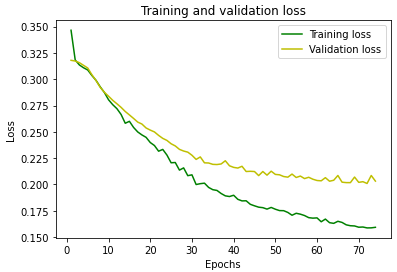 Training and validation loss
Training loss
Validation loss
0.350
0.325
0.300
0.275
0.250
0.225
0.200
0.175
0.150
Loss
0 10 20 30 40 50 60 70
Epochs